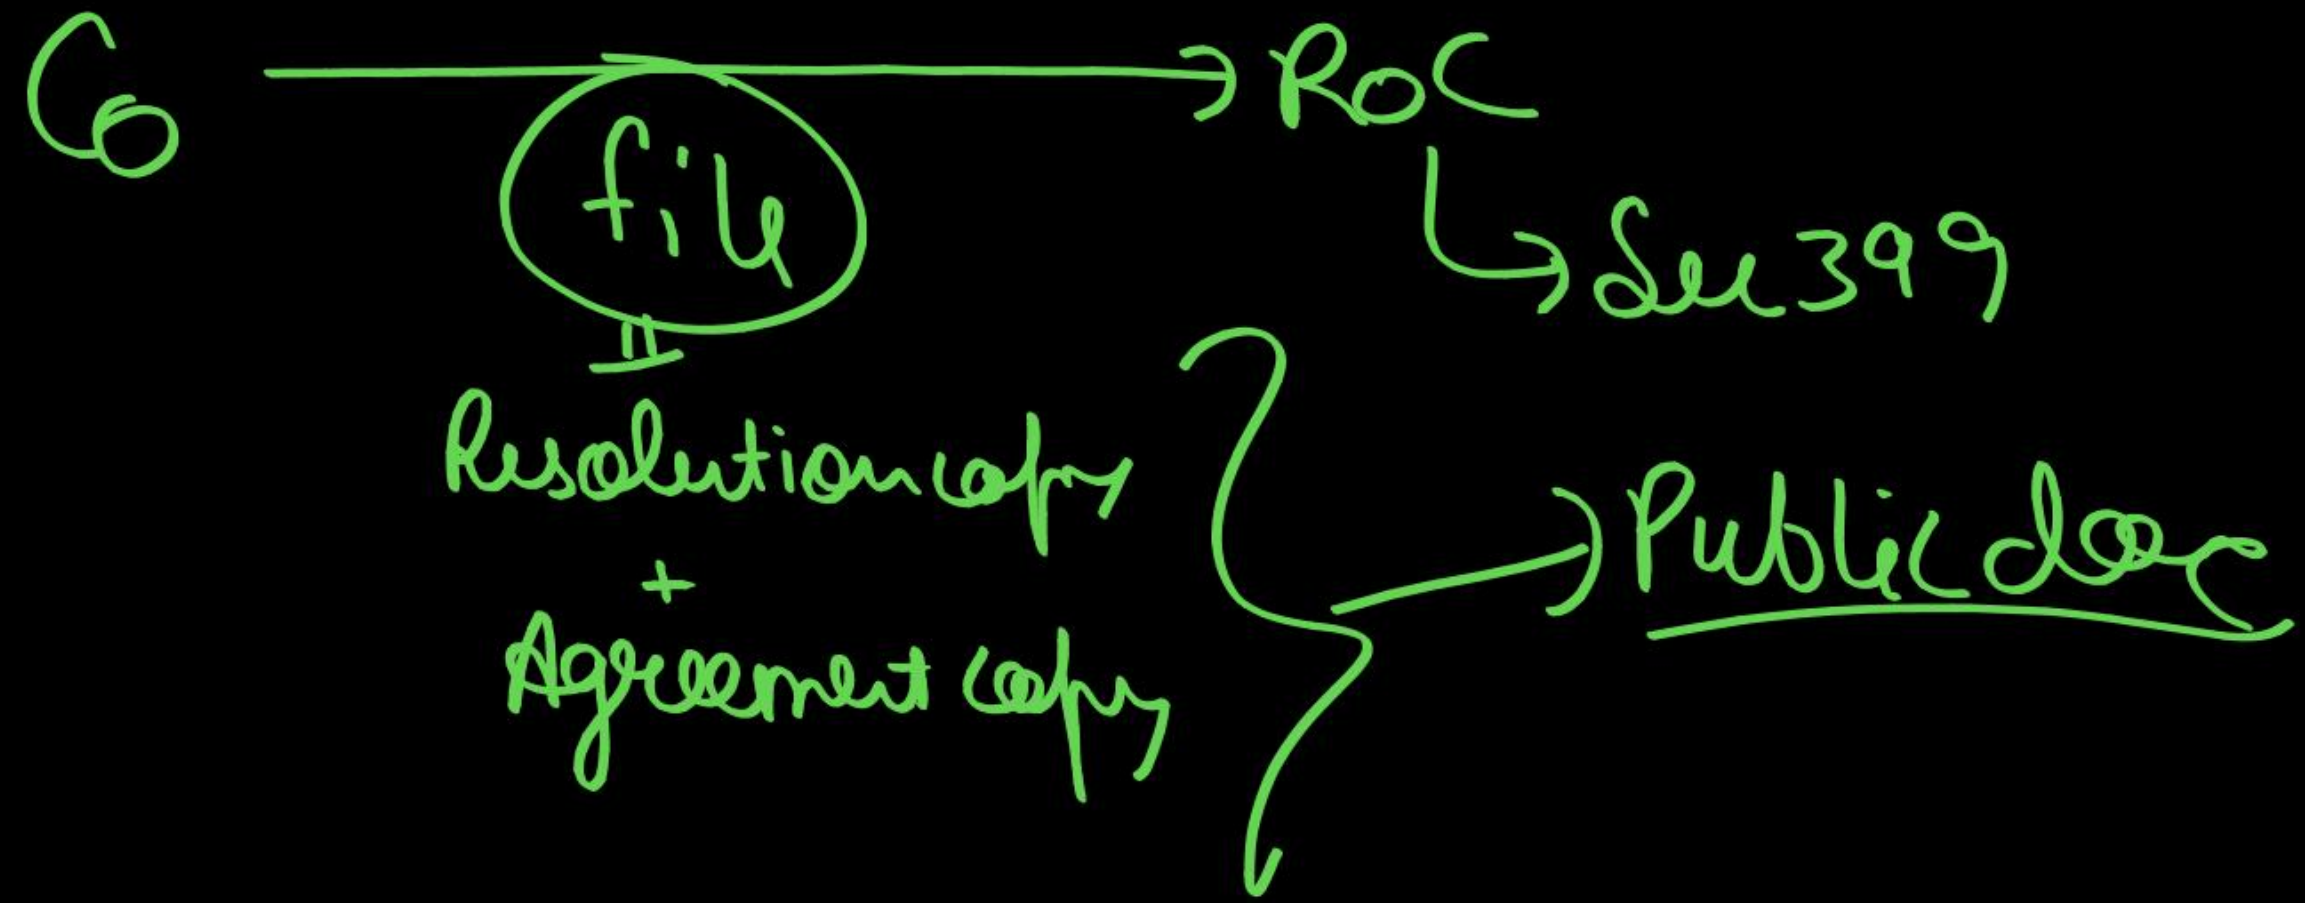 Co → RoC
file
Sec 399
Resolution copy
+
Agreement copy
Public doc